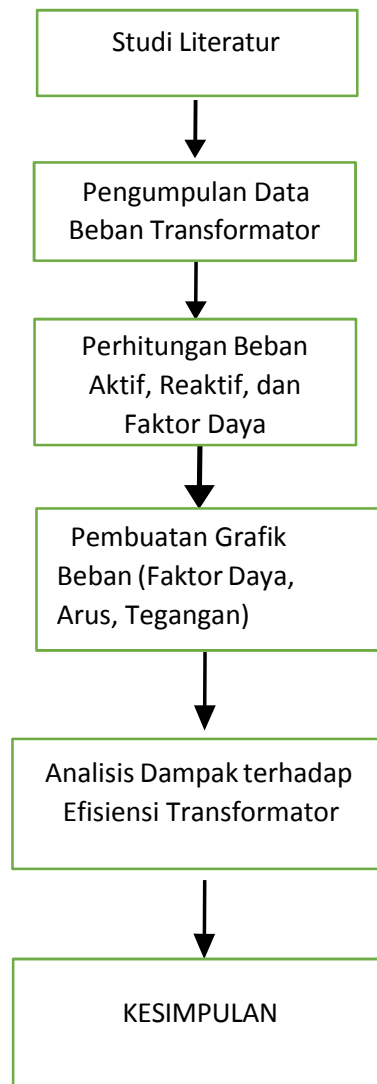 Studi Literatur
Pengumpulan Data
Beban Transformator
Perhitungan Beban
Aktif, Reaktif, dan
Faktor Daya
Pembuatan Grafik
Beban (Faktor Daya,
Arus, Tegangan)
Analisis Dampak terhadap
Efisiensi Transformator
KESIMPULAN